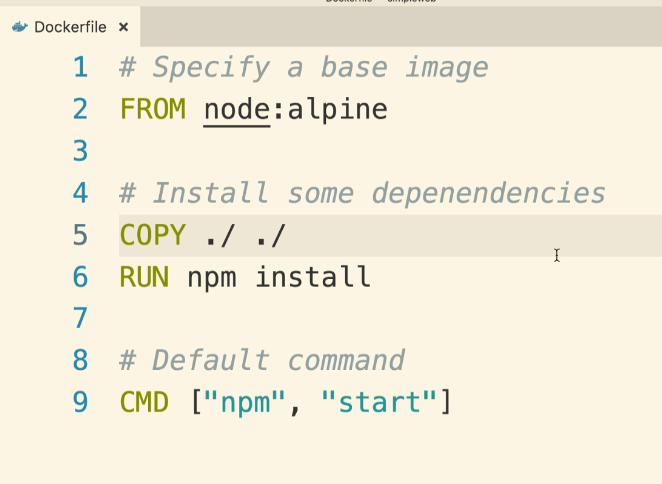 Dockerfile
1 # Specify a base image
2 FROM node:alpine
3
4 # Install some depenendencies
5 COPY ./ ./
6 RUN npm install
7
8 # Default command
9 CMD ["npm", "start"]